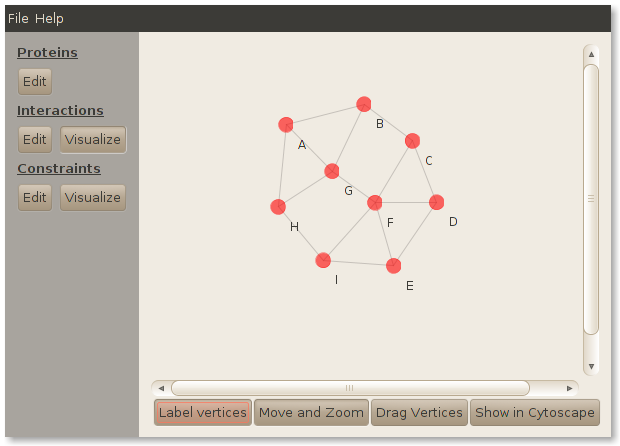 File Help
Proteins
Edit
Interactions
Edit Visualize
Constraints
Edit Visualize
B
A
C
G
F
D
H
I
E
Label vertices Move and Zoom Drag Vertices Show in Cytoscape